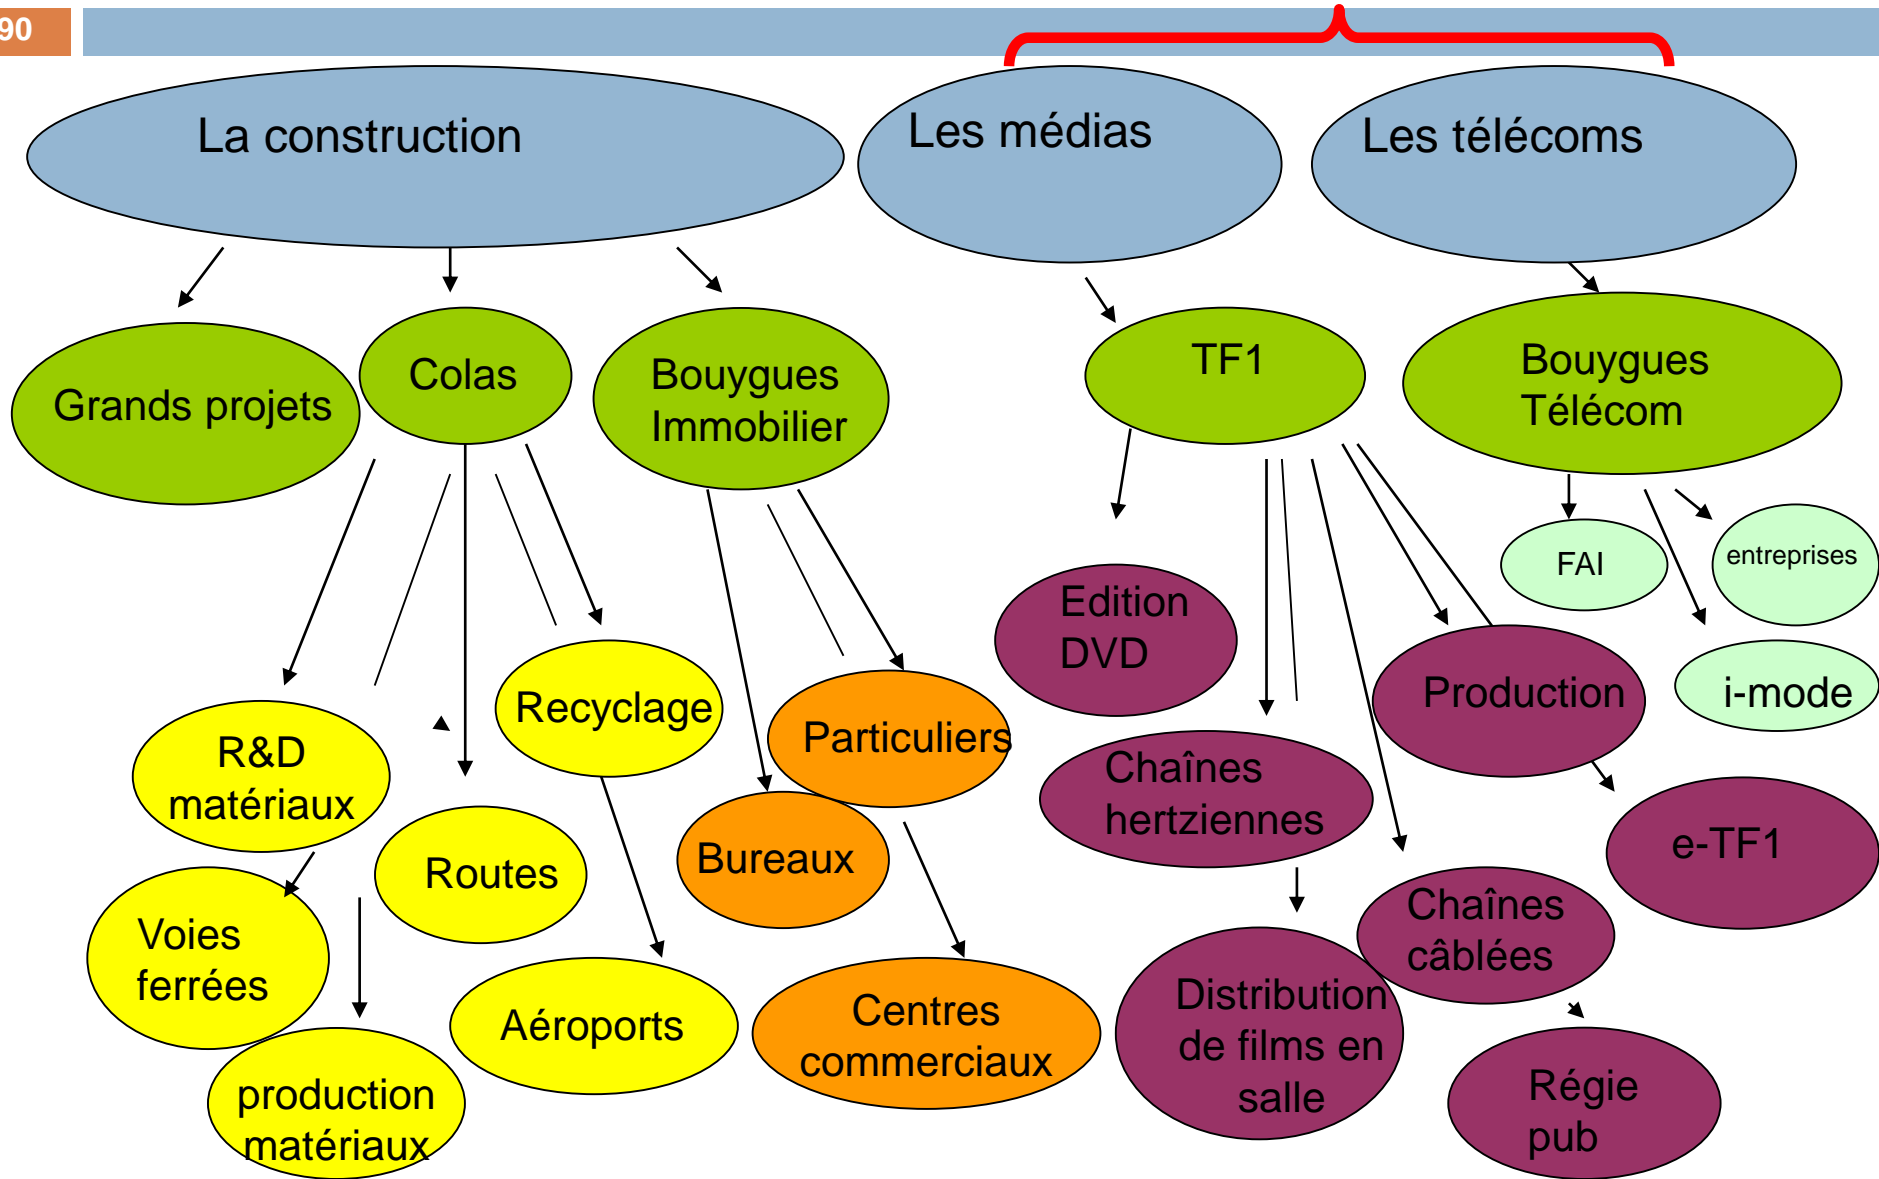 90
La construction
Les médias
Les télécoms
Grands projets
Colas
Bouygues
Immobilier
TF1
Bouygues
Télécom
FAI
entreprises
i-mode
Edition
DVD
Production
Recyclage
Particuliers
R&D
matériaux
Chaînes
hertziennes
e-TF1
Routes
Bureaux
Voies
ferrées
Chaînes
câblées
Aéroports
Centres
commerciaux
Distribution
de films en
salle
production
matériaux
Régie
pub